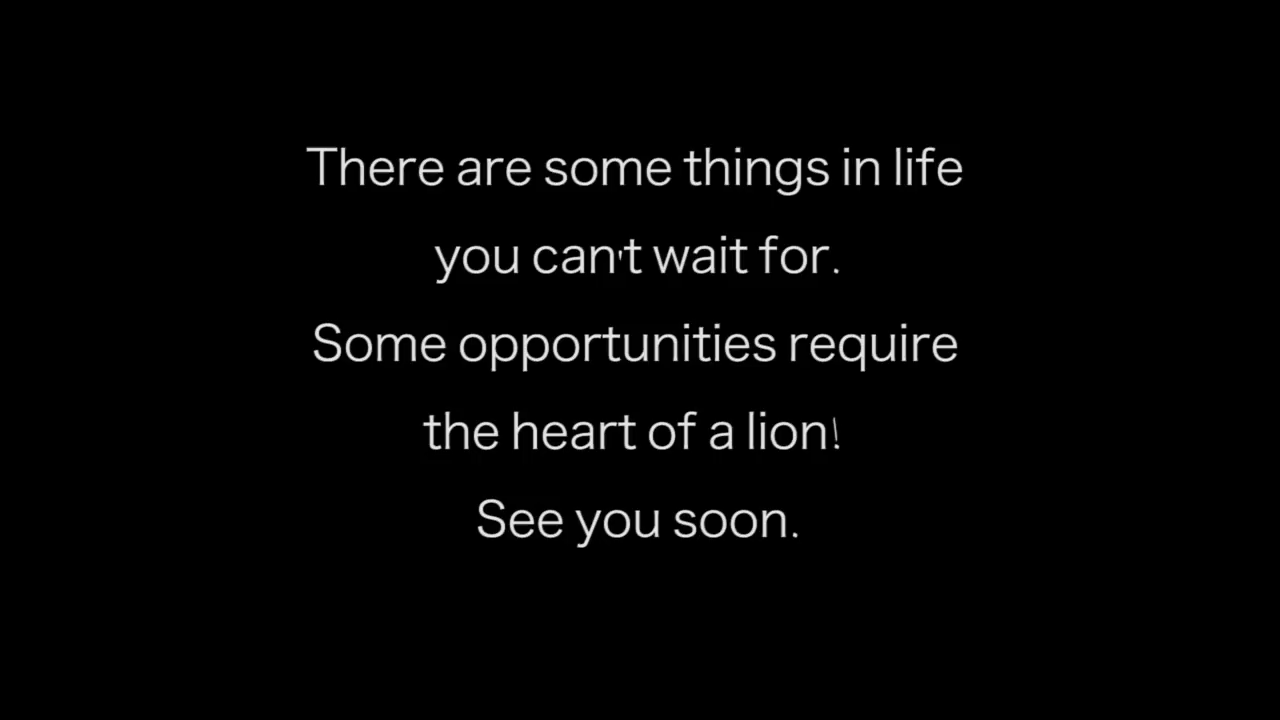 There are some things in life
you can't wait for.
Some opportunities require
the heart of a lion!
See you soon.